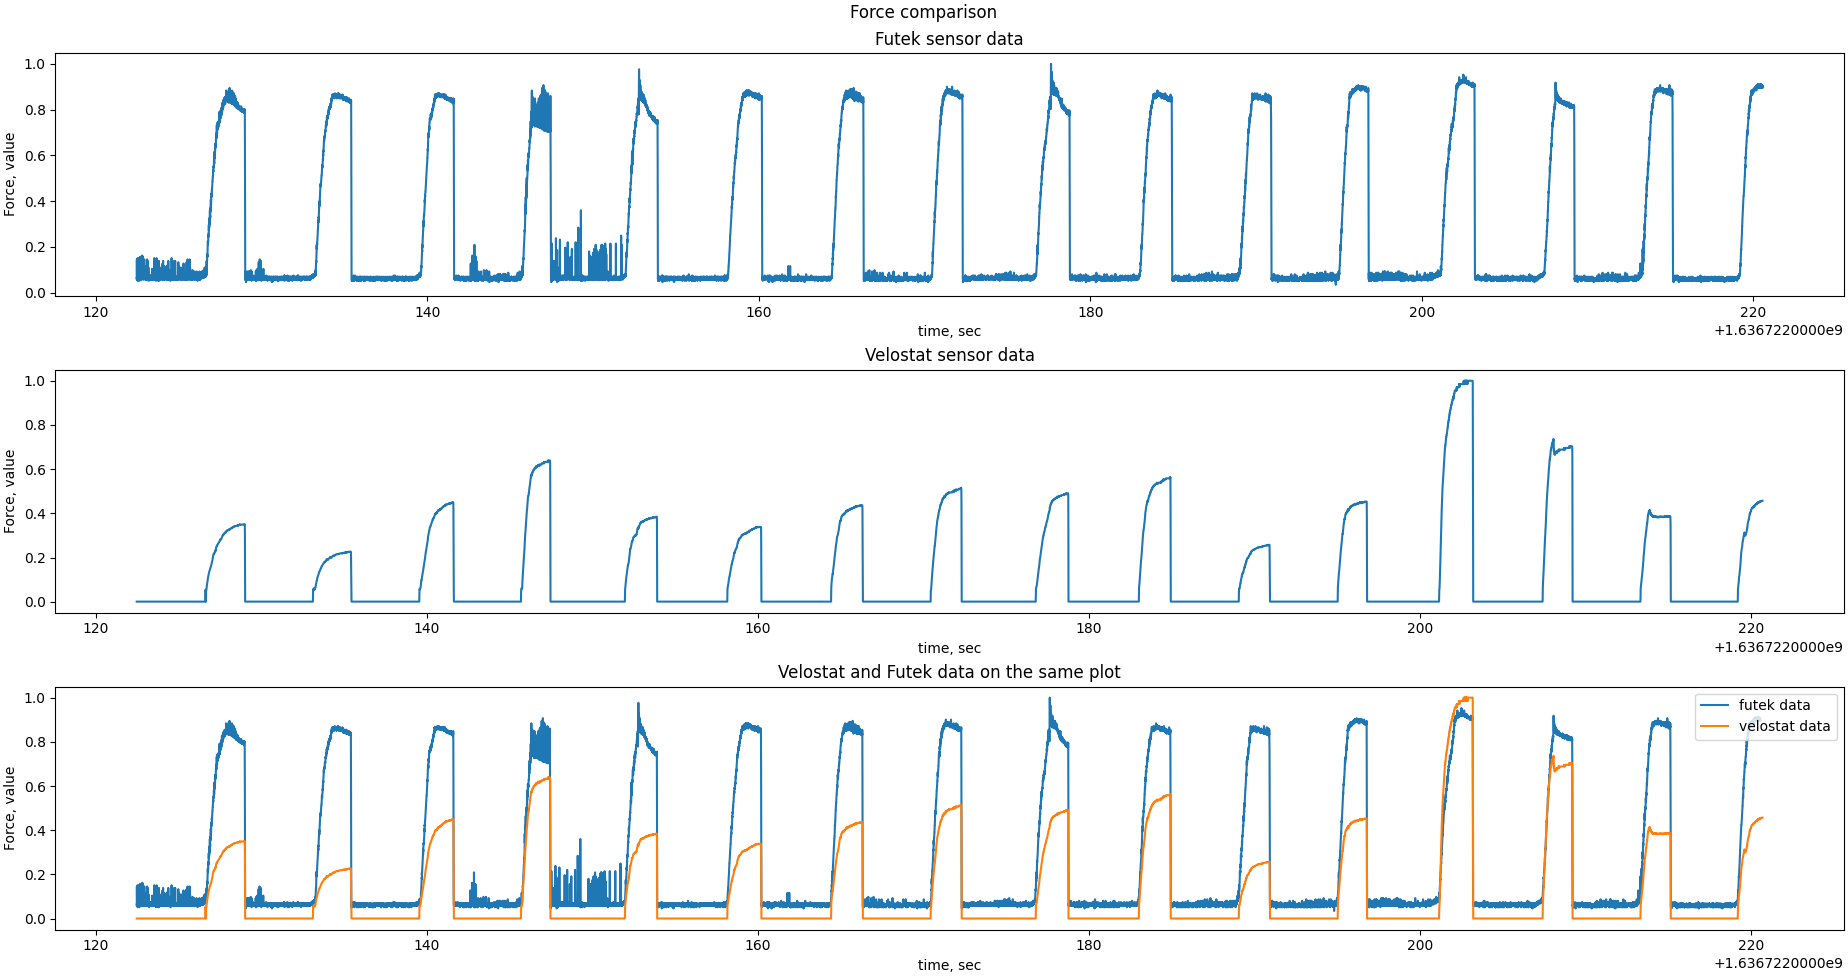 Force comparison
Futek sensor data
Force, value
1.0
0.8
0.6
0.4
0.2
0.0
120 140 160 180 200 220
time, sec
+1.6367220000e9
Velostat sensor data
Force, value
1.0
0.8
0.6
0.4
0.2
0.0
120 140 160 180 200 220
time, sec
+1.6367220000e9
Velostat and Futek data on the same plot
Force, value
1.0
0.8
0.6
0.4
0.2
0.0
futek data
velostat data
120 140 160 180 200 220
time, sec
+1.6367220000e9